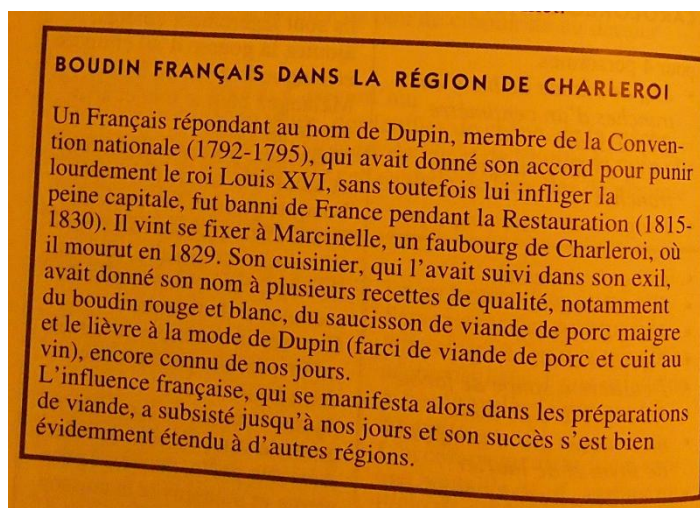 BOUDIN FRANÇAIS DANS LA RÉGION DE CHARLEROI
Un Français répondant au nom de Dupin, membre de la Conven-
tion nationale (1792-1795), qui avait donné son accord pour punir
lourdement le roi Louis XVI, sans toutefois lui infliger la
peine capitale, fut banni de France pendant la Restauration (1815-
1830). Il vint se fixer à Marcinelle, un faubourg de Charleroi, où
il mourut en 1829. Son cuisinier, qui l'avait suivi dans son exil,
avait donné son nom à plusieurs recettes de qualité, notamment
du boudin rouge et blanc, du saucisson de viande de porc maigre
et le lièvre à la mode de Dupin (farci de viande de porc et cuit au
vin), encore connu de nos jours.
L'influence française, qui se manifesta alors dans les préparations
de viande, a subsisté jusqu'à nos jours et son succès s'est bien
évidemment étendu à d'autres régions.